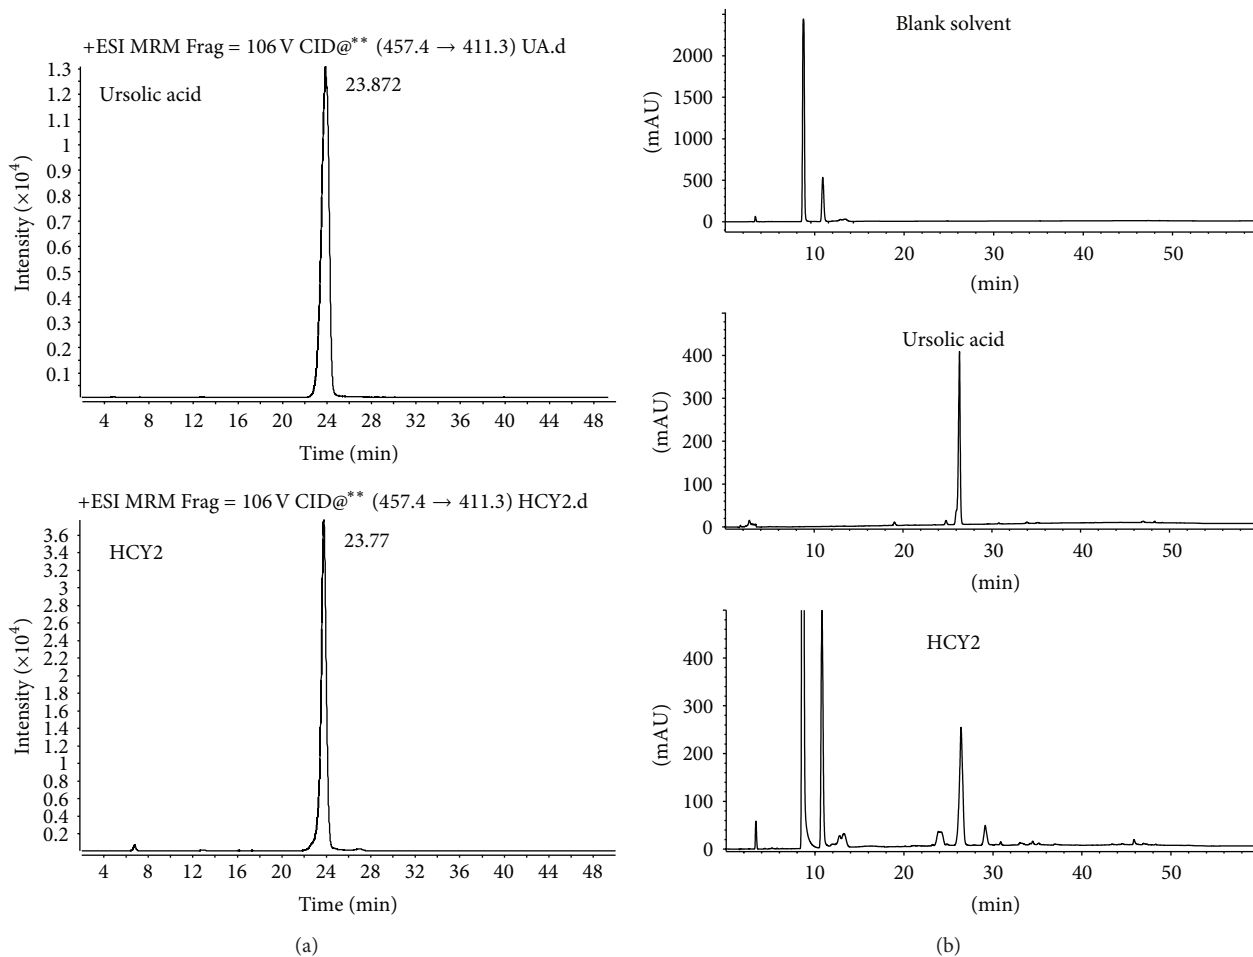 +ESI MRM Frag = 106 V CID@** (457.4 → 411.3) UA.d
Ursolic acid
23.872
Intensity (×10^4)
1.3
1.2
1.1
1
0.9
0.8
0.7
0.6
0.5
0.4
0.3
0.2
0.1
4 8 12 16 20 24 28 32 36 40 44 48
Time (min)
+ESI MRM Frag = 106 V CID@** (457.4 → 411.3) HCY2.d
HCY2
23.77
Intensity (×10^4)
3.6
3.4
3.2
3
2.8
2.6
2.4
2.2
2
1.8
1.6
1.4
1.2
1
0.8
0.6
0.4
0.2
4 8 12 16 20 24 28 32 36 40 44 48
Time (min)
(a)
Blank solvent
(mAU)
2500
2000
1500
1000
500
0
10 20 30 40 50
(min)
Ursolic acid
(mAU)
400
300
200
100
0
10 20 30 40 50
(min)
HCY2
(mAU)
400
300
200
100
0
10 20 30 40 50
(min)
(b)